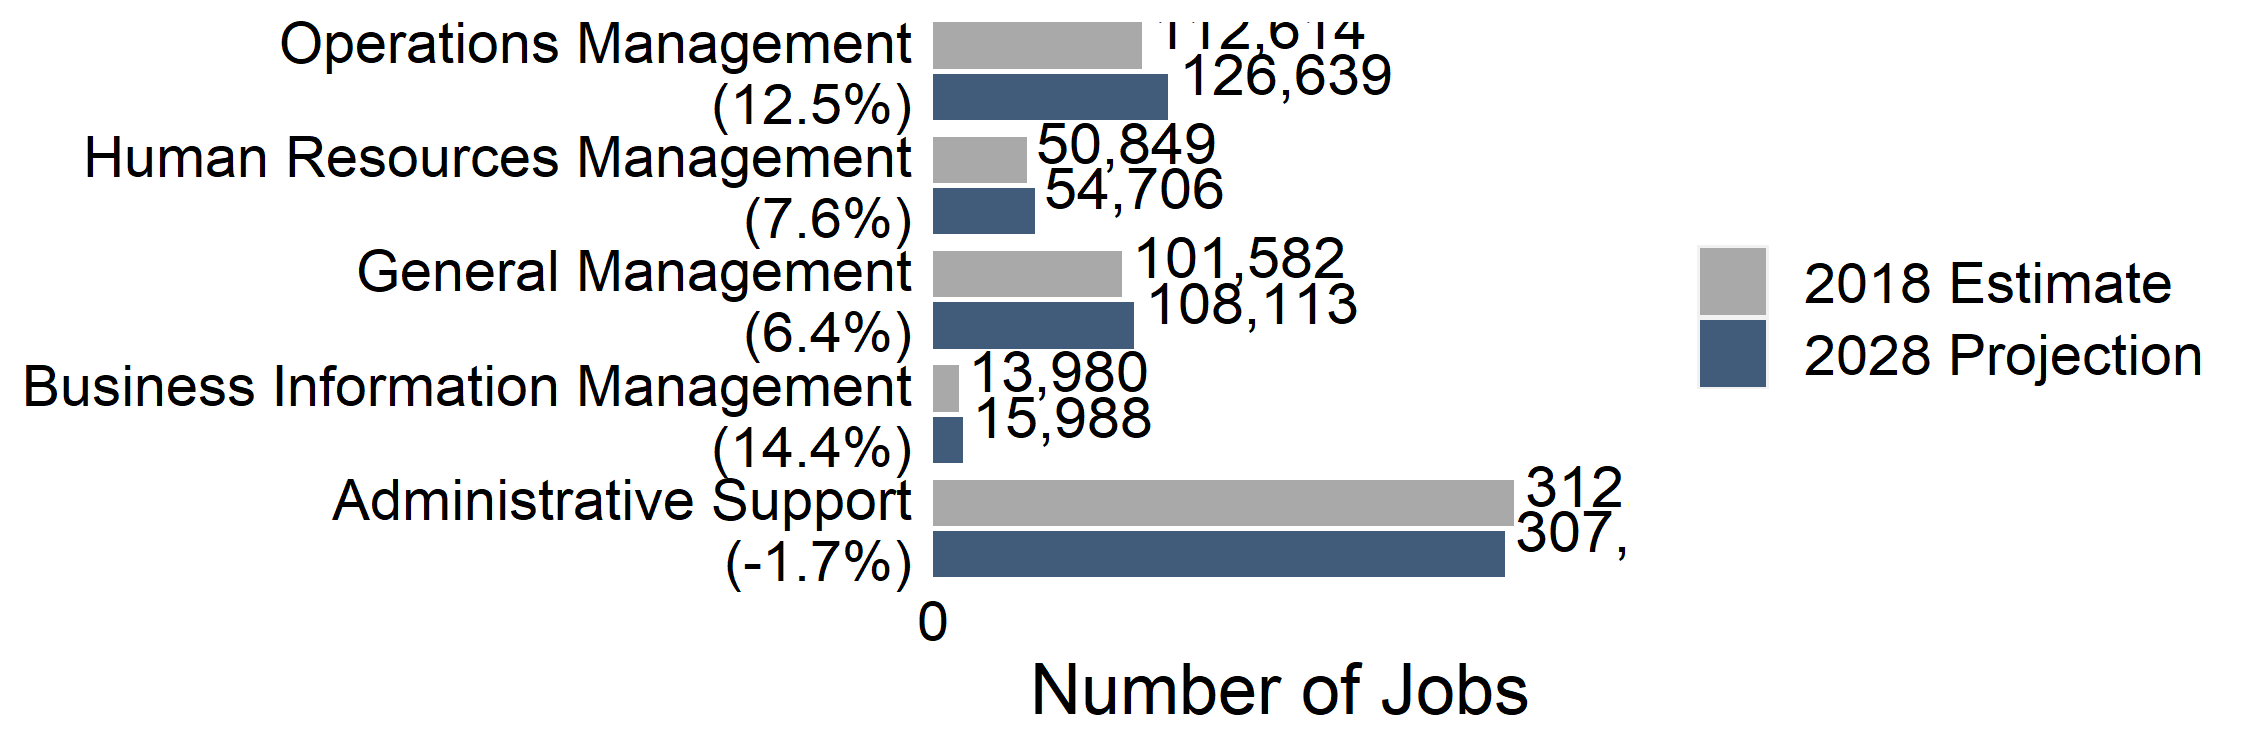 Operations Management
(12.5%)
112,614
126,639
Human Resources Management
(7.6%)
50,849
54,706
General Management
(6.4%)
101,582
108,113
Business Information Management
(14.4%)
13,980
15,988
Administrative Support
(-1.7%)
312
307,
0
Number of Jobs
2018 Estimate
2028 Projection